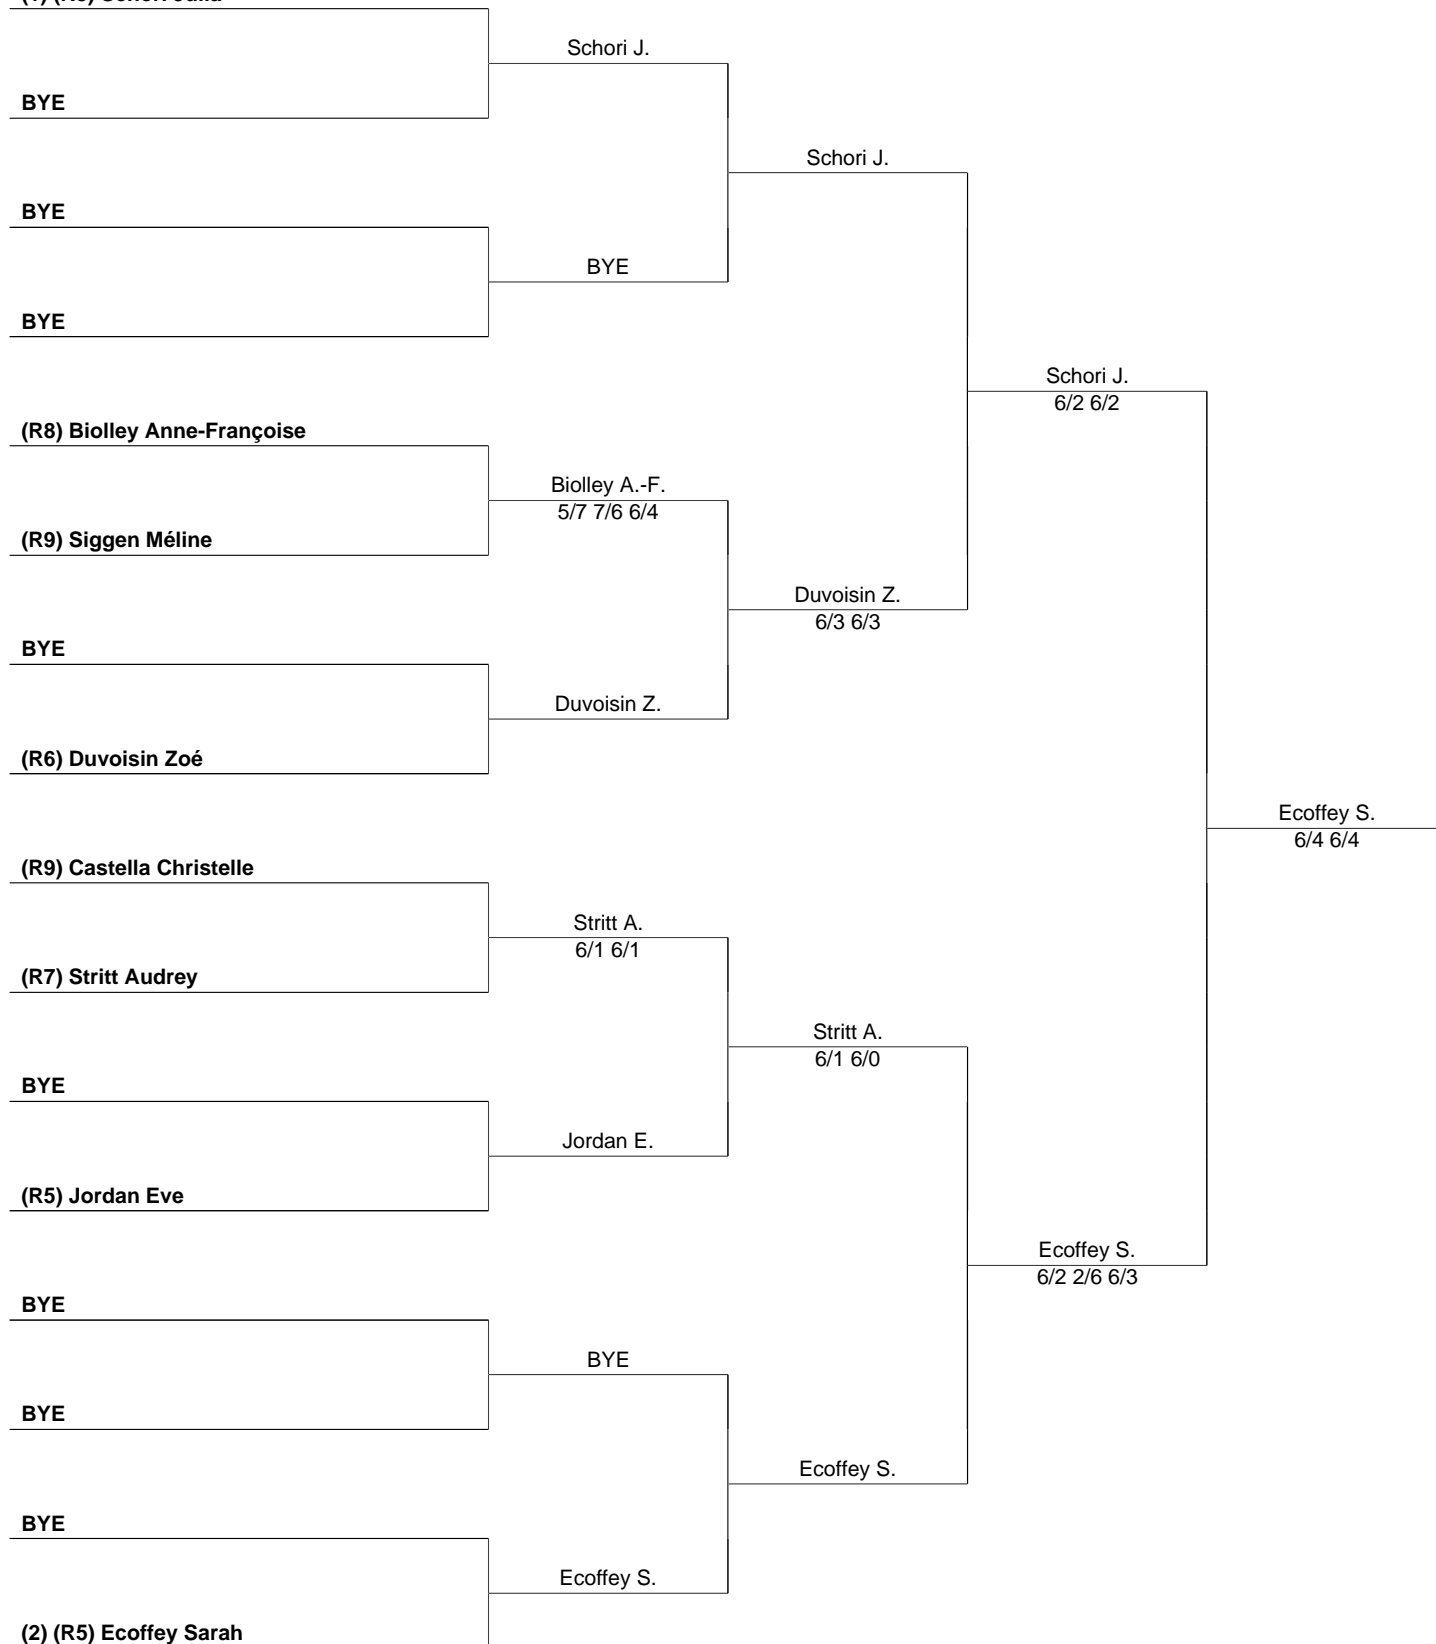 Schori J.
BYE
Schori J.
BYE
BYE
BYE
Schori J.
6/2 6/2
(R8) Biolley Anne-Françoise
Biolley A.-F.
5/7 7/6 6/4
(R9) Siggen Méline
Duvoisin Z.
6/3 6/3
BYE
Duvoisin Z.
(R6) Duvoisin Zoé
Ecoffey S.
6/4 6/4
(R9) Castella Christelle
Stritt A.
6/1 6/1
(R7) Stritt Audrey
Stritt A.
6/1 6/0
BYE
Jordan E.
(R5) Jordan Eve
Ecoffey S.
6/2 2/6 6/3
BYE
BYE
BYE
Ecoffey S.
BYE
Ecoffey S.
(2) (R5) Ecoffey Sarah